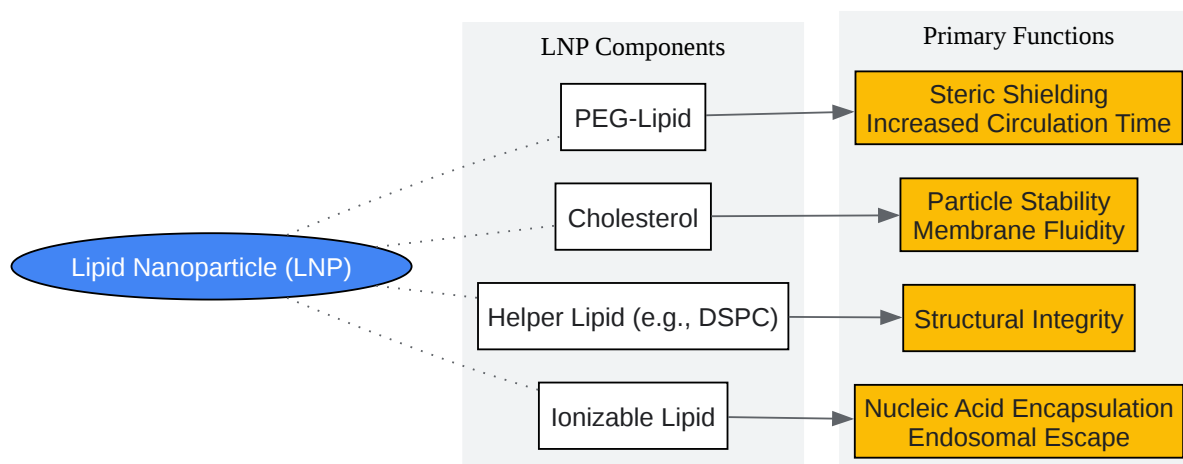 LNP Components
Primary Functions
PEG-Lipid
Steric Shielding
Increased Circulation Time
Cholesterol
Particle Stability
Membrane Fluidity
Lipid Nanoparticle (LNP)
Helper Lipid (e.g., DSPC)
Structural Integrity
Ionizable Lipid
Nucleic Acid Encapsulation
Endosomal Escape